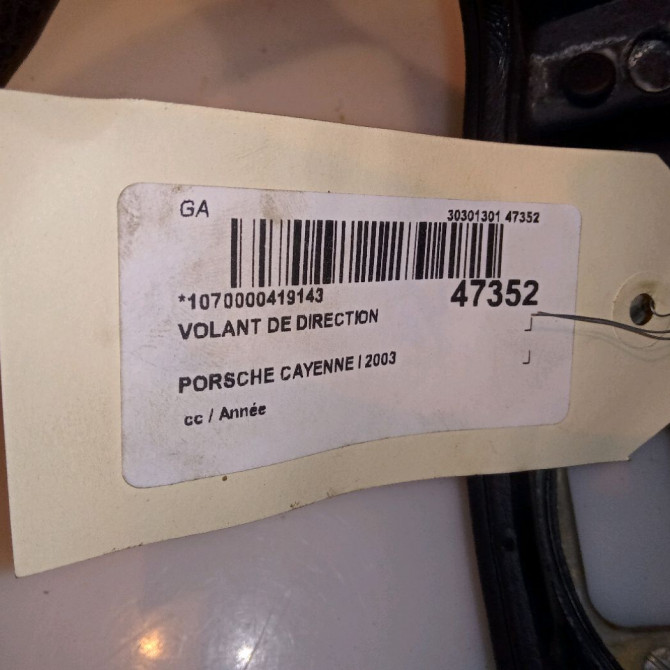 GA
30301301 47352
*1070000419143
47352
VOLANT DE DIRECTION
PORSCHE CAYENNE I 2003
cc / Année